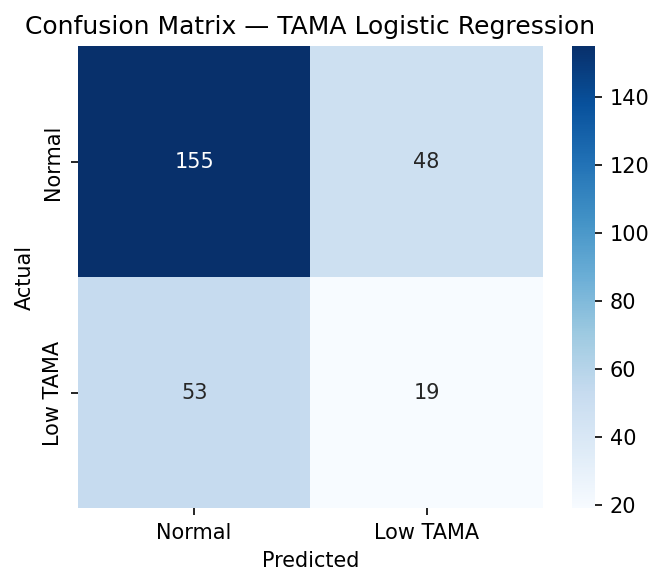 Confusion Matrix — TAMA Logistic Regression
Actual
Normal
155
48
Low TAMA
53
19
Normal
Low TAMA
Predicted
140
120
100
80
60
40
20